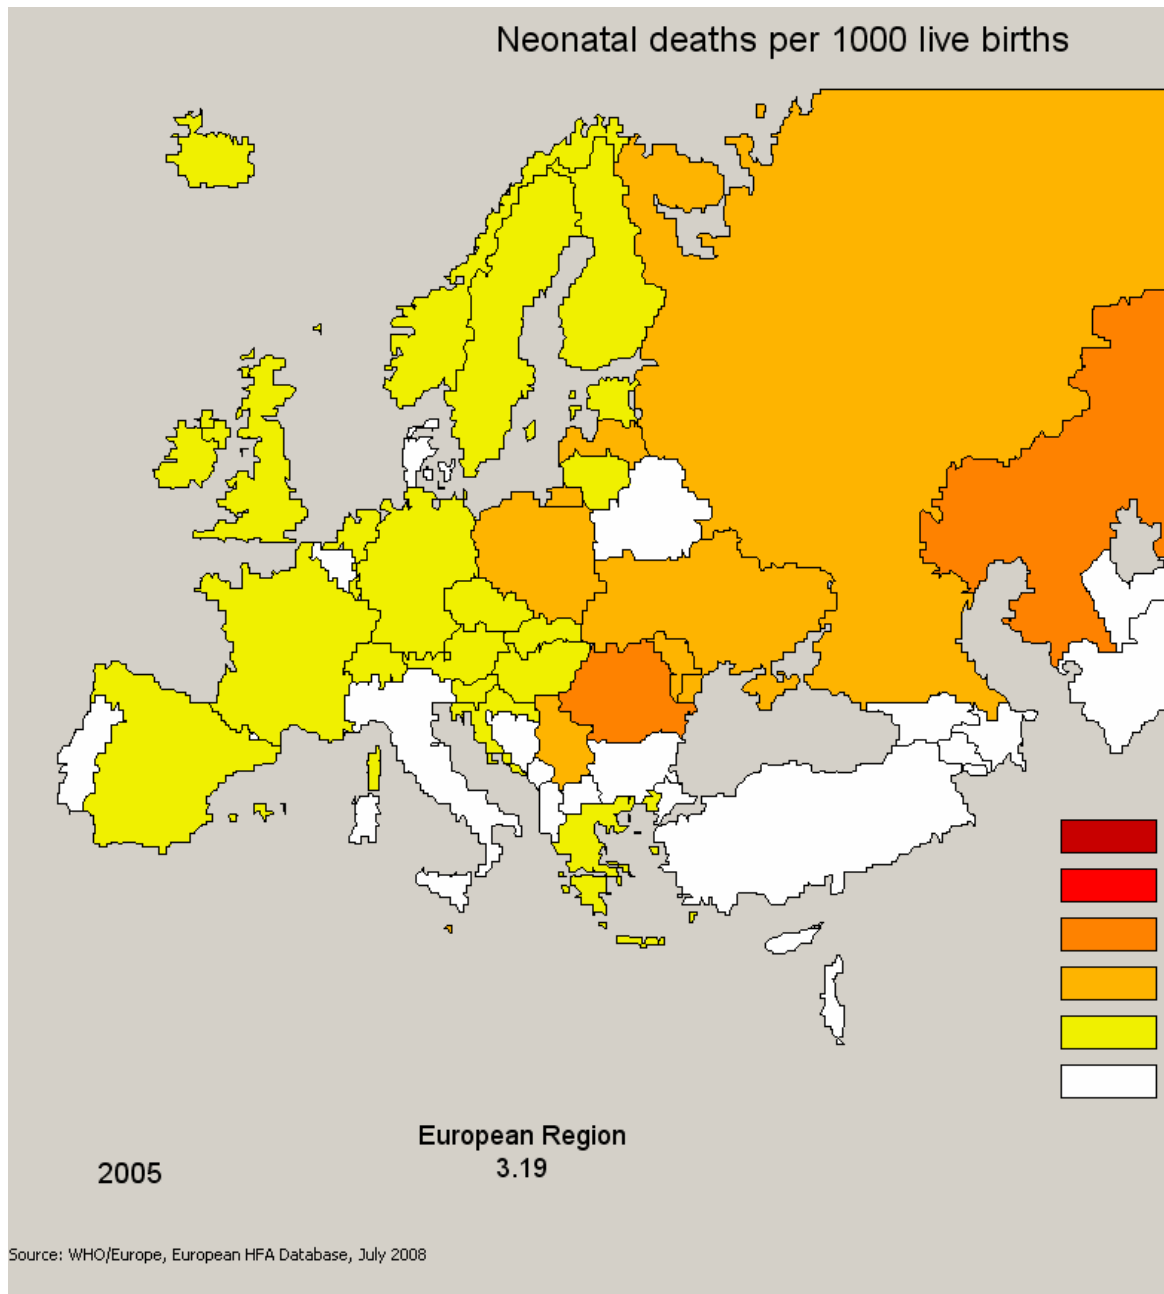 Neonatal deaths per 1000 live births
European Region
3.19
2005
Source: WHO/Europe, European HFA Database, July 2008